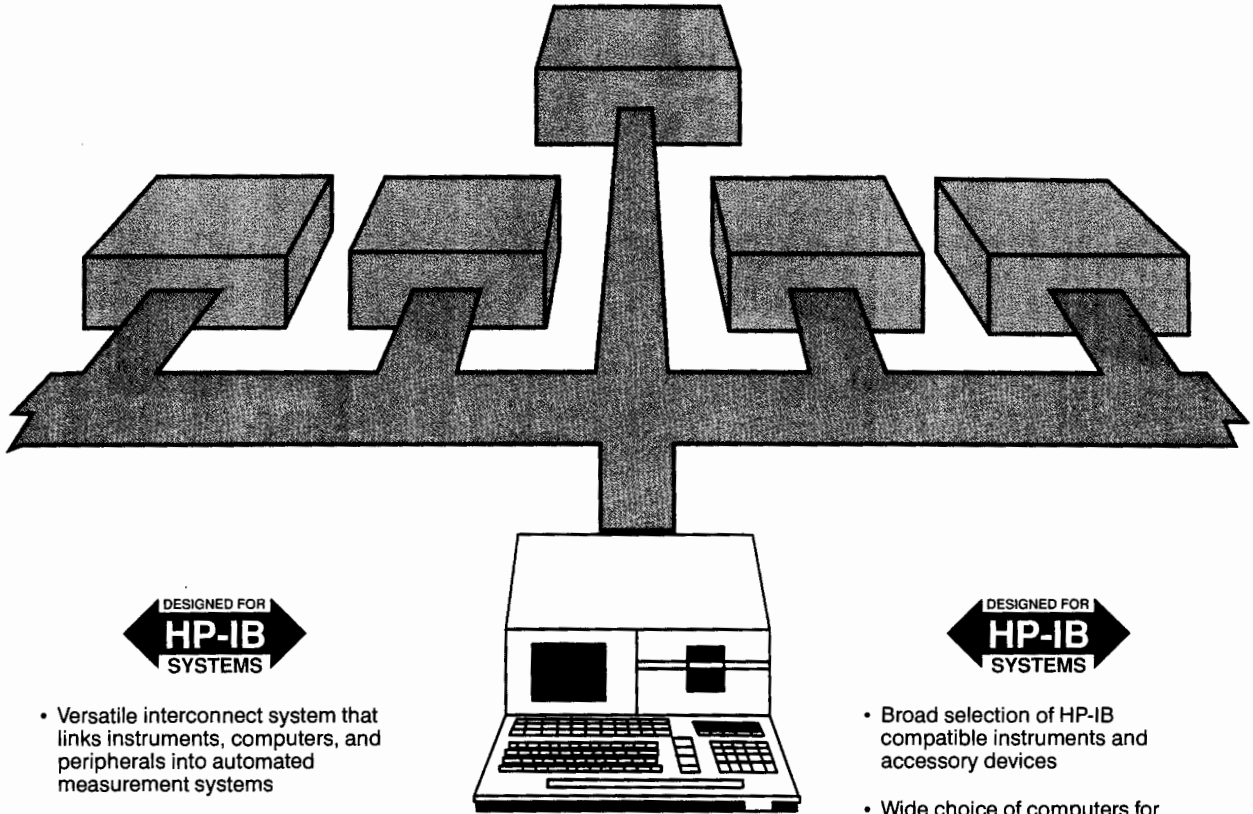 DESIGNED FOR
HP-IB
SYSTEMS
• Versatile interconnect system that
links instruments, computers, and
peripherals into automated
measurement systems
DESIGNED FOR
HP-IB
SYSTEMS
• Broad selection of HP-IB
compatible instruments and
accessory devices
• Wide choice of computers for